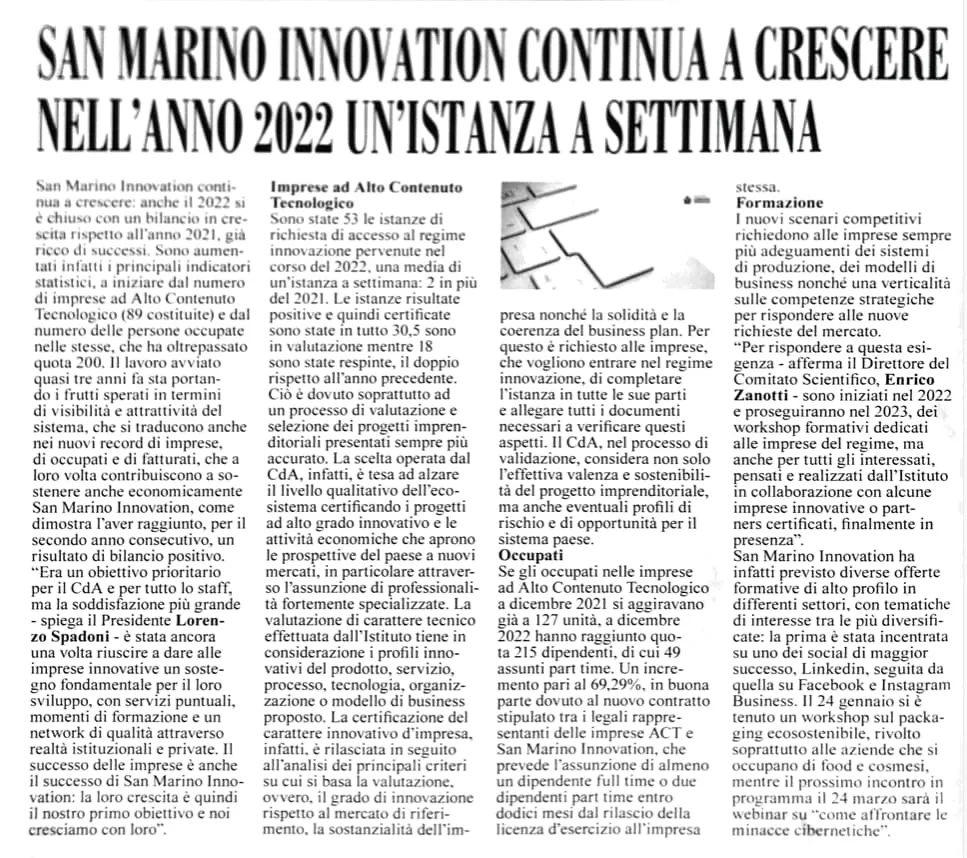 SAN MARINO INNOVATION CONTINUA A CRESCERE
NELL'ANNO 2022 UN'ISTANZA A SETTIMANA
San Marino Innovation conti-
nua a crescere: anche il 2022 si
è chiuso con un bilancio in cre-
scita rispetto all'anno 2021, già
ricco di successi. Sono aumen-
tati infatti i principali indicatori
statistici, a iniziare dal numero
di imprese ad Alto Contenuto
Tecnologico (89 costituite) e dal
numero delle persone occupate
nelle stesse, che ha oltrepassato
quota 200. Il lavoro avviato
quasi tre anni fa sta portan-
do i frutti sperati in termini
di visibilità e attrattività del
sistema, che si traducono anche
nei nuovi record di imprese,
di occupati e di fatturati, che a
loro volta contribuiscono a so-
stenere anche economicamente
San Marino Innovation, come
dimostra l'aver raggiunto, per il
secondo anno consecutivo, un
risultato di bilancio positivo.
“Era un obiettivo prioritario
per il CdA e per tutto lo staff,
ma la soddisfazione più grande
- spiega il Presidente Loren-
zo Spadoni - è stata ancora
una volta riuscire a dare alle
imprese innovative un soste-
gno fondamentale per il loro
sviluppo, con servizi puntuali,
momenti di formazione e un
network di qualità attraverso
realtà istituzionali e private. Il
successo delle imprese è anche
il successo di San Marino Inno-
vation: la loro crescita è quindi
il nostro primo obiettivo e noi
cresciamo con loro”.
Imprese ad Alto Contenuto
Tecnologico
Sono state 53 le istanze di
richiesta di accesso al regime
innovazione pervenute nel
corso del 2022, una media di
un'istanza a settimana: 2 in più
del 2021. Le istanze risultate
positive e quindi certificate
sono state in tutto 30,5 sono
in valutazione mentre 18
sono state respinte, il doppio
rispetto all'anno precedente.
Ciò è dovuto soprattutto ad
un processo di valutazione e
selezione dei progetti impren-
ditoriali presentati sempre più
accurato. La scelta operata dal
CdA, infatti, è tesa ad alzare
il livello qualitativo dell'eco-
sistema certificando i progetti
ad alto grado innovativo e le
attività economiche che aprono
le prospettive del paese a nuovi
mercati, in particolare attraver-
so l'assunzione di professionali-
tà fortemente specializzate. La
valutazione di carattere tecnico
effettuata dall'Istituto tiene in
considerazione i profili inno-
vativi del prodotto, servizio,
processo, tecnologia, organiz-
zazione o modello di business
proposto. La certificazione del
carattere innovativo d'impresa,
infatti, è rilasciata in seguito
all'analisi dei principali criteri
su cui si basa la valutazione,
ovvero, il grado di innovazione
rispetto al mercato di riferi-
mento, la sostanzialità dell'im-
presa nonché la solidità e la
coerenza del business plan. Per
questo è richiesto alle imprese,
che vogliono entrare nel regime
innovazione, di completare
l'istanza in tutte le sue parti
e allegare tutti i documenti
necessari a verificare questi
aspetti. Il CdA, nel processo di
validazione, considera non solo
l'effettiva valenza e sostenibili-
tà del progetto imprenditoriale,
ma anche eventuali profili di
rischio e di opportunità per il
sistema paese.
Occupati
Se gli occupati nelle imprese
ad Alto Contenuto Tecnologico
a dicembre 2021 si aggiravano
già a 127 unità, a dicembre
2022 hanno raggiunto quo-
ta 215 dipendenti, di cui 49
assunti part time. Un incre-
mento pari al 69,29%, in buona
parte dovuto al nuovo contratto
stipulato tra i legali rappre-
sentanti delle imprese ACT e
San Marino Innovation, che
prevede l'assunzione di almeno
un dipendente full time o due
dipendenti part time entro
dodici mesi dal rilascio della
licenza d'esercizio all'impresa
stessa.
Formazione
I nuovi scenari competitivi
richiedono alle imprese sempre
più adeguamenti dei sistemi
di produzione, dei modelli di
business nonché una verticalità
sulle competenze strategiche
per rispondere alle nuove
richieste del mercato.
“Per rispondere a questa esi-
genza - afferma il Direttore del
Comitato Scientifico, Enrico
Zanotti - sono iniziati nel 2022
e proseguiranno nel 2023, dei
workshop formativi dedicati
alle imprese del regime, ma
anche per tutti gli interessati,
pensati e realizzati dall'Istituto
in collaborazione con alcune
imprese innovative o part-
ners certificati, finalmente in
presenza”.
San Marino Innovation ha
infatti previsto diverse offerte
formative di alto profilo in
differenti settori, con tematiche
di interesse tra le più diversifi-
cate: la prima è stata incentrata
su uno dei social di maggior
successo, Linkedin, seguita da
quella su Facebook e Instagram
Business. Il 24 gennaio si è
tenuto un workshop sul packa-
ging ecosostenibile, rivolto
soprattutto alle aziende che si
occupano di food e cosmesi,
mentre il prossimo incontro in
programma il 24 marzo sarà il
webinar su “come affrontare le
minacce cibernetiche”.